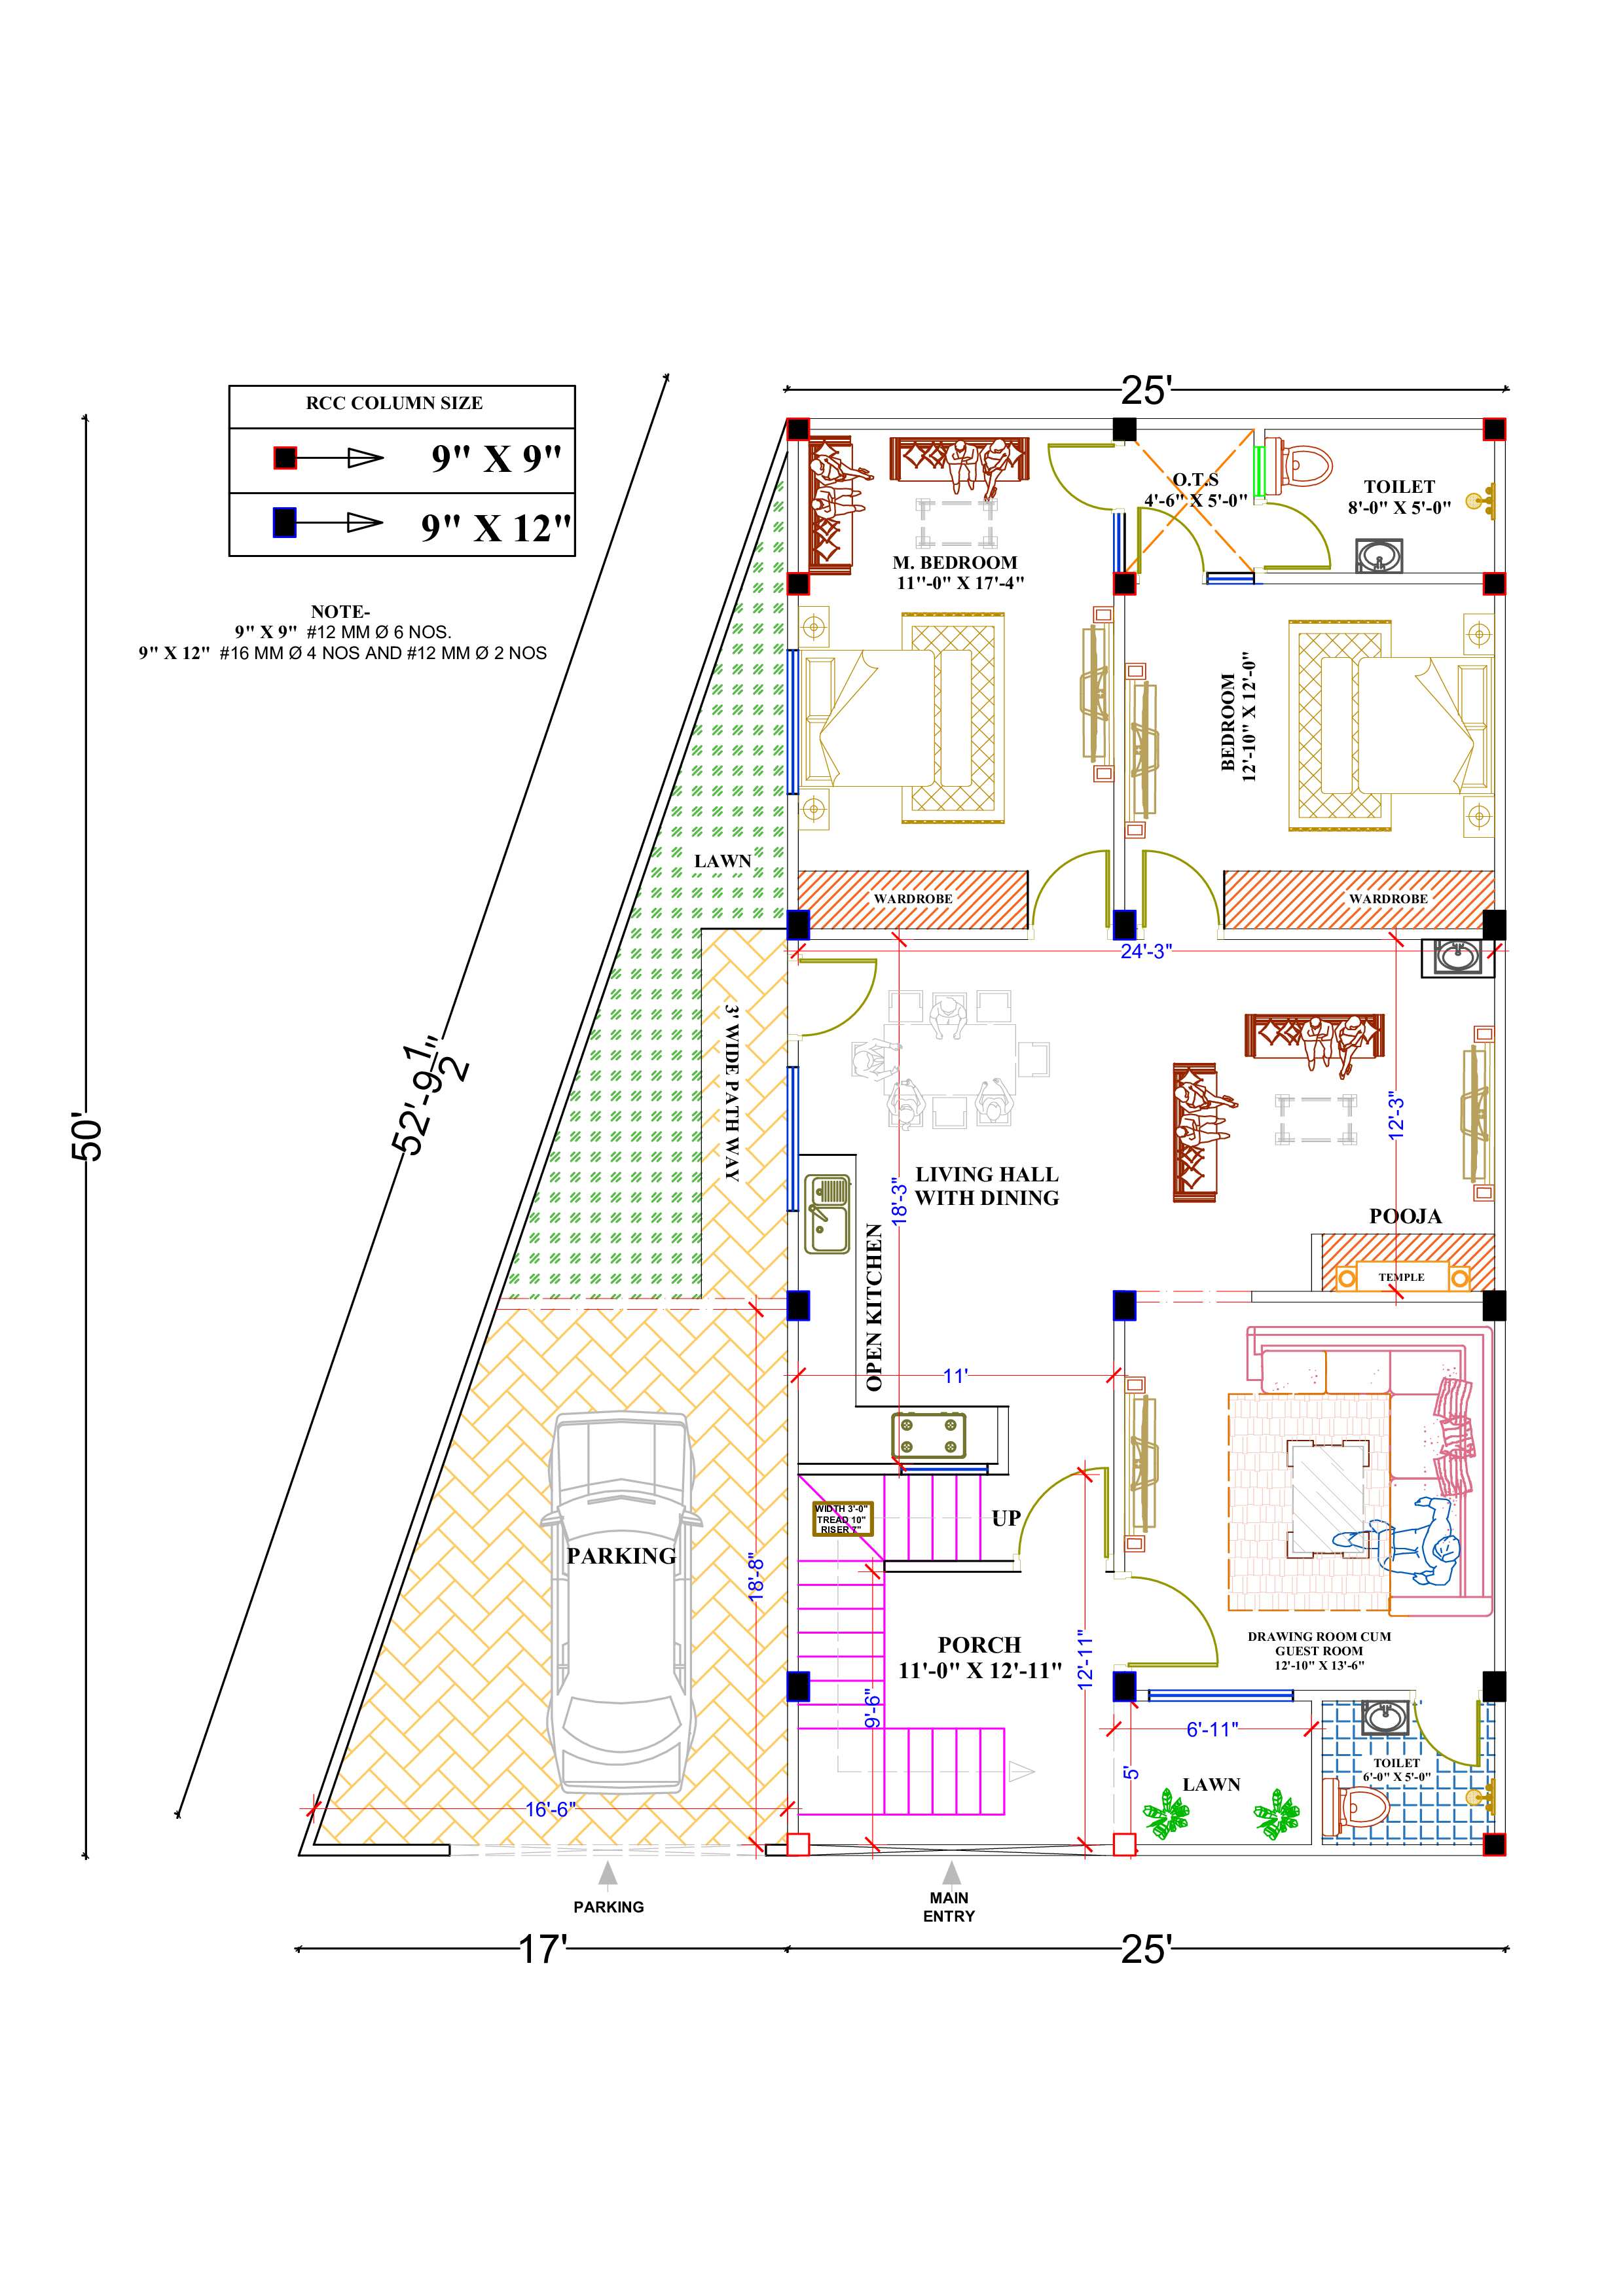 25'
RCC COLUMN SIZE
9" X 9"
9" X 12"
NOTE-
9" X 9" #12 MM Ø 6 NOS.
9" X 12" #16 MM Ø 4 NOS AND #12 MM Ø 2 NOS
O.T.S
4'-6" X 5'-0"
TOILET
8'-0" X 5'-0"
M. BEDROOM
11"-0" X 17'-4"
BEDROOM
12'-10" X 12'-0"
LAWN
WARDROBE
WARDROBE
24'-3"
50'
52'-9 1/2"
3' WIDE PATH WAY
12'-3"
LIVING HALL
WITH DINING
18'-3"
POOJA
TEMPLE
OPEN KITCHEN
11'
WIDTH 3'-0"
TREAD 10"
RISER 7"
UP
PARKING
18'-8"
PORCH
11'-0" X 12'-11"
12'-11"
9'-6"
DRAWING ROOM CUM
GUEST ROOM
12'-10" X 13'-6"
6'-11"
5'
LAWN
TOILET
6'-0" X 5'-0"
16'-6"
PARKING
MAIN
ENTRY
17'
25'